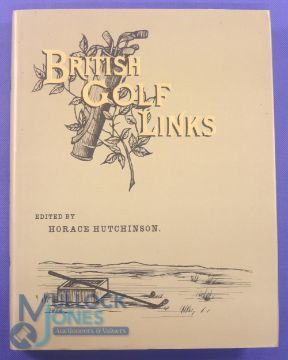 BRITISH
GOLF
LINKS
EDITED BY
HORACE HUTCHINSON.
MULLOCK
JONES
Auctioneers & Valuers